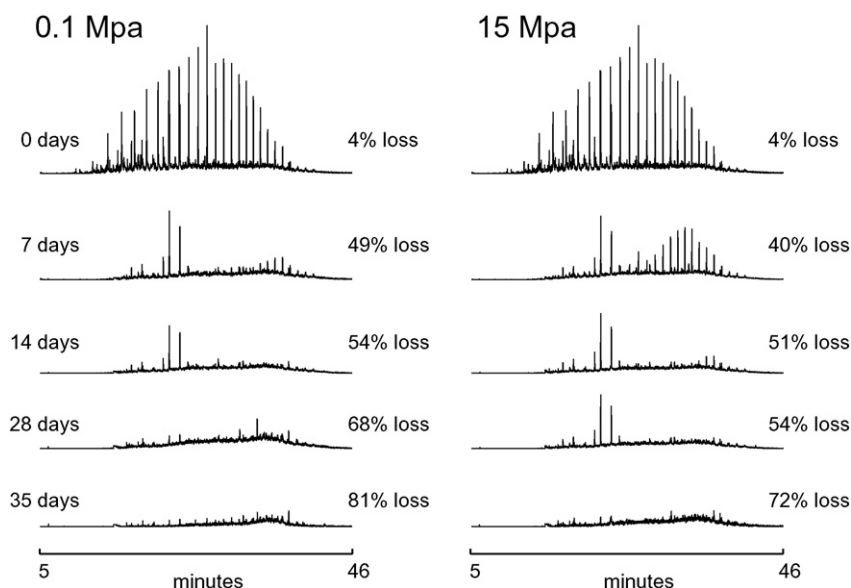 0.1 Mpa 15 Mpa
0 days 4% loss 4% loss
7 days 49% loss 40% loss
14 days 54% loss 51% loss
28 days 68% loss 54% loss
35 days 81% loss 72% loss
5 46 5 46
minutes minutes